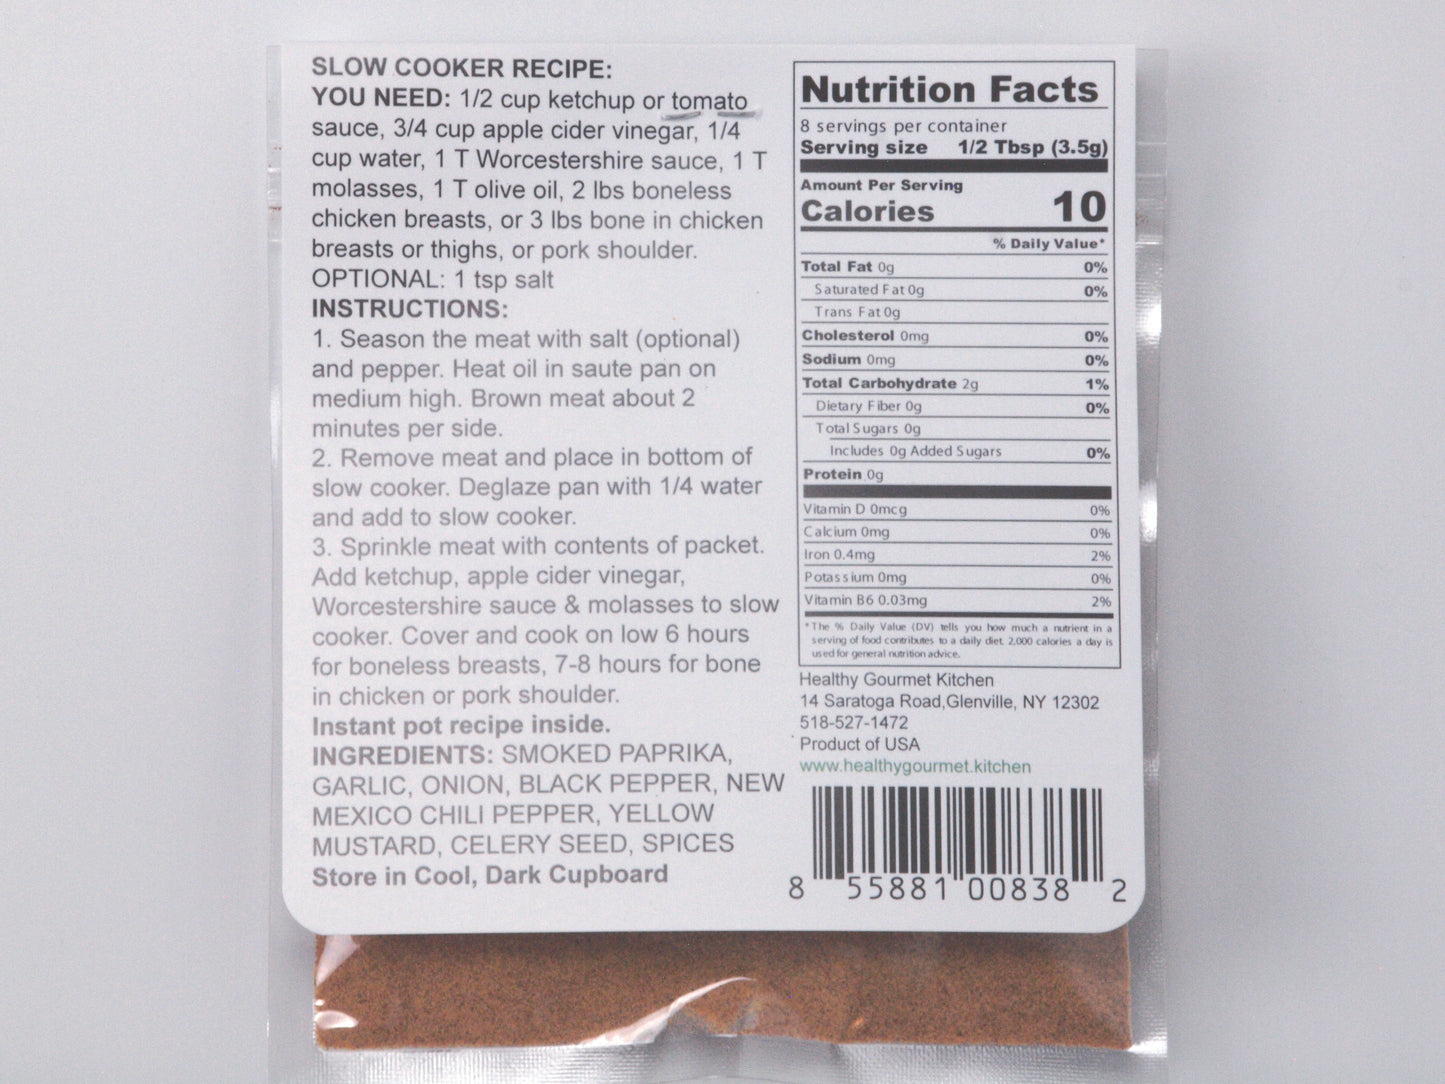 SLOW COOKER RECIPE:
YOU NEED: 1/2 cup ketchup or tomato
sauce, 3/4 cup apple cider vinegar, 1/4
cup water, 1 T Worcestershire sauce, 1 T
molasses, 1 T olive oil, 2 lbs boneless
chicken breasts, or 3 lbs bone in chicken
breasts or thighs, or pork shoulder.
OPTIONAL: 1 tsp salt
INSTRUCTIONS:
1. Season the meat with salt (optional)
and pepper. Heat oil in saute pan on
medium high. Brown meat about 2
minutes per side.
2. Remove meat and place in bottom of
slow cooker. Deglaze pan with 1/4 water
and add to slow cooker.
3. Sprinkle meat with contents of packet.
Add ketchup, apple cider vinegar,
Worcestershire sauce & molasses to slow
cooker. Cover and cook on low 6 hours
for boneless breasts, 7-8 hours for bone
in chicken or pork shoulder.
Instant pot recipe inside.
INGREDIENTS: SMOKED PAPRIKA,
GARLIC, ONION, BLACK PEPPER, NEW
MEXICO CHILI PEPPER, YELLOW
MUSTARD, CELERY SEED, SPICES
Store in Cool, Dark Cupboard
Nutrition Facts
8 servings per container
Serving size 1/2 Tbsp (3.5g)
Amount Per Serving
Calories 10
% Daily Value*
Total Fat 0g 0%
Saturated Fat 0g 0%
Trans Fat 0g
Cholesterol 0mg 0%
Sodium 0mg 0%
Total Carbohydrate 2g 1%
Dietary Fiber 0g 0%
Total Sugars 0g
Includes 0g Added Sugars 0%
Protein 0g
Vitamin D 0mcg 0%
Calcium 0mg 0%
Iron 0.4mg 2%
Potassium 0mg 0%
Vitamin B6 0.03mg 2%
*The % Daily Value (DV) tells you how much a nutrient in a
serving of food contributes to a daily diet. 2,000 calories a day is
used for general nutrition advice.
Healthy Gourmet Kitchen
14 Saratoga Road,Glenville, NY 12302
518-527-1472
Product of USA
www.healthygourmet.kitchen
8 55881 00838 2